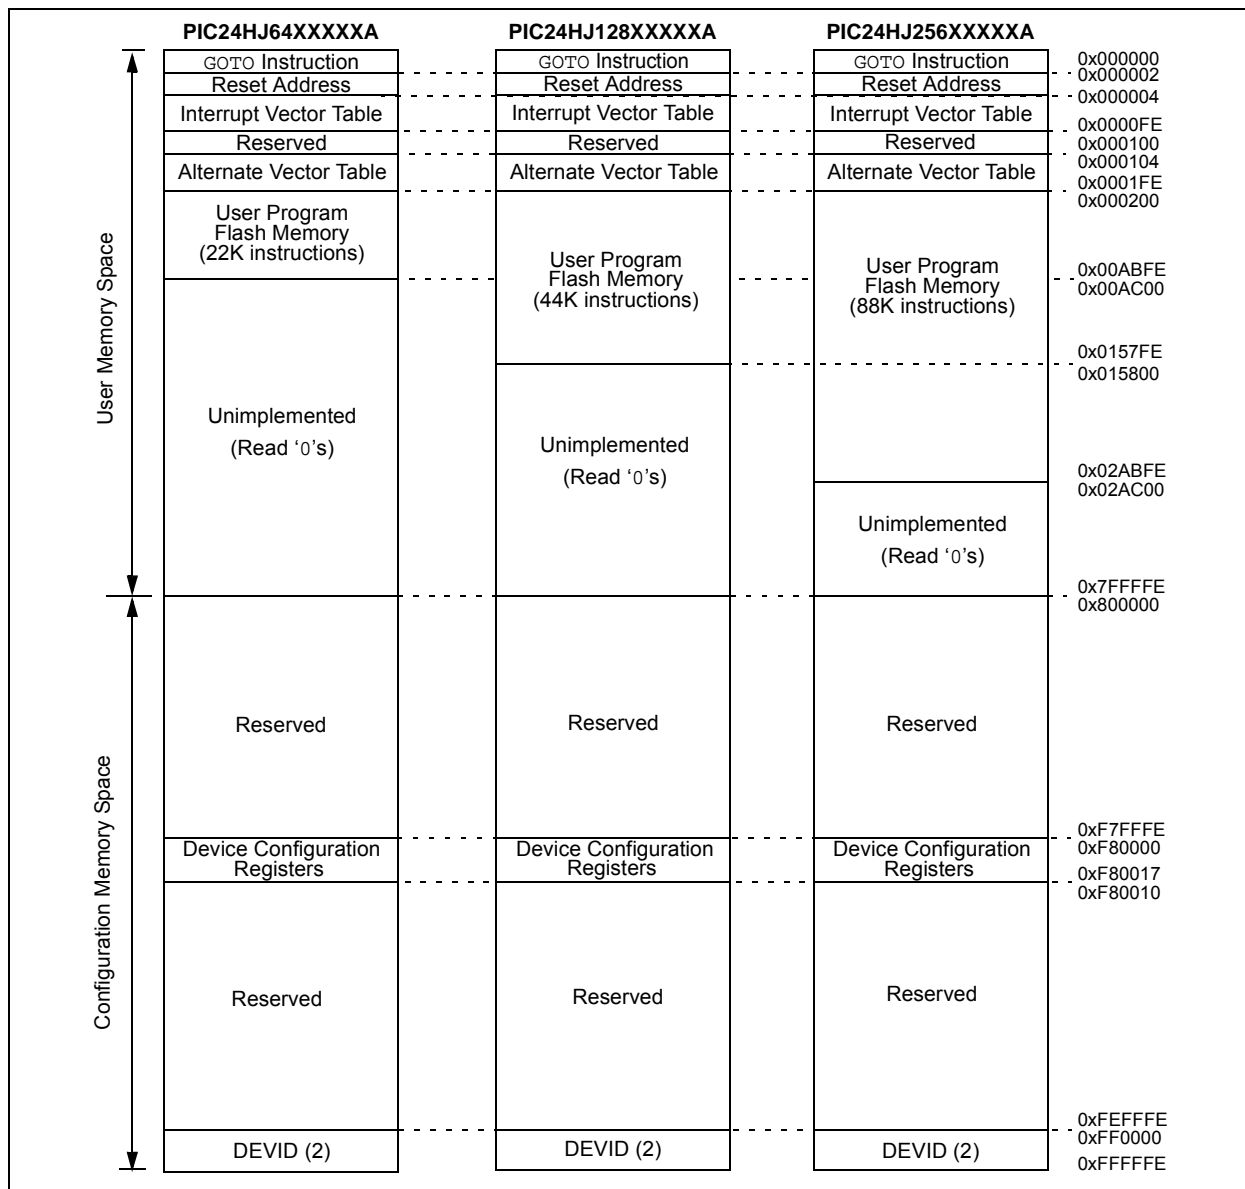 PIC24HJ64XXXXXA
PIC24HJ128XXXXXA
PIC24HJ256XXXXXA
GOTO Instruction
GOTO Instruction
GOTO Instruction
0x000000
0x000002
Reset Address
Reset Address
Reset Address
0x000004
Interrupt Vector Table
Interrupt Vector Table
Interrupt Vector Table
0x0000FE
Reserved
Reserved
Reserved
0x000100
0x000104
Alternate Vector Table
Alternate Vector Table
Alternate Vector Table
0x0001FE
0x000200
User Program
Flash Memory
(22K instructions)
User Program
Flash Memory
(44K instructions)
User Program
Flash Memory
(88K instructions)
0x00ABFE
0x00AC00
0x0157FE
0x015800
User Memory Space
Unimplemented
(Read ‘0’s)
Unimplemented
(Read ‘0’s)
0x02ABFE
0x02AC00
Unimplemented
(Read ‘0’s)
0x7FFFFE
0x800000
Reserved
Reserved
Reserved
Configuration Memory Space
0xF7FFFE
0xF80000
Device Configuration
Registers
Device Configuration
Registers
Device Configuration
Registers
0xF80017
0xF80010
Reserved
Reserved
Reserved
0xFEFFFE
0xFF0000
DEVID (2)
DEVID (2)
DEVID (2)
0xFFFFFE